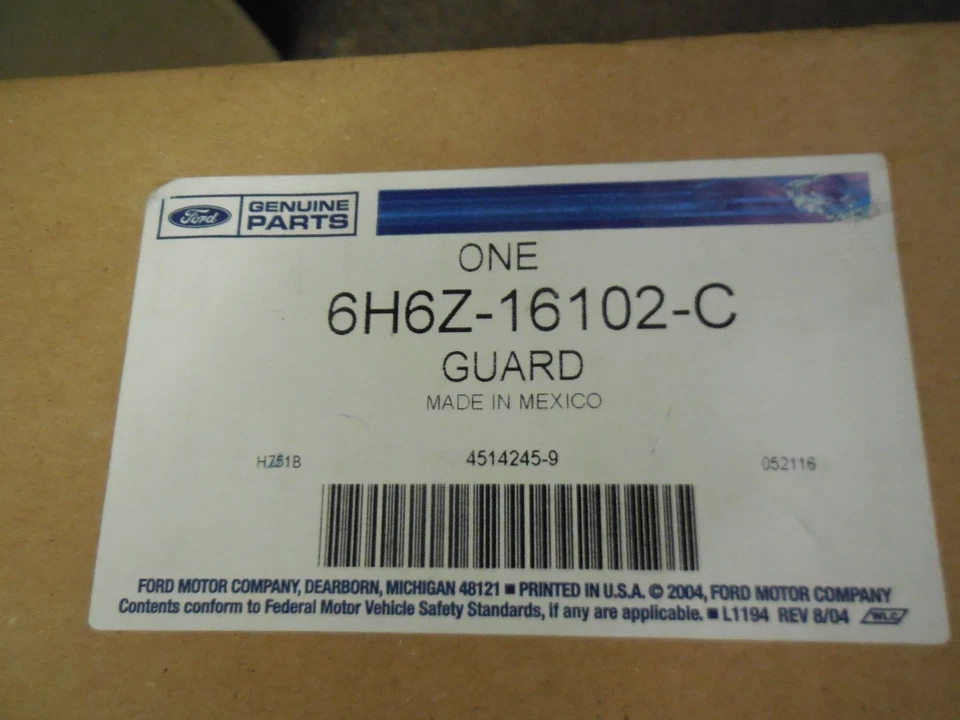 Ford GENUINE
PARTS
ONE
6H6Z-16102-C
GUARD
MADE IN MEXICO
4514245-9
052116
FORD MOTOR COMPANY, DEARBORN, MICHIGAN 48121 ■ PRINTED IN U.S.A. © 2004, FORD MOTOR COMPANY
Contents conform to Federal Motor Vehicle Safety Standards, if any are applicable. ■ L1194 REV 8/04 WLC